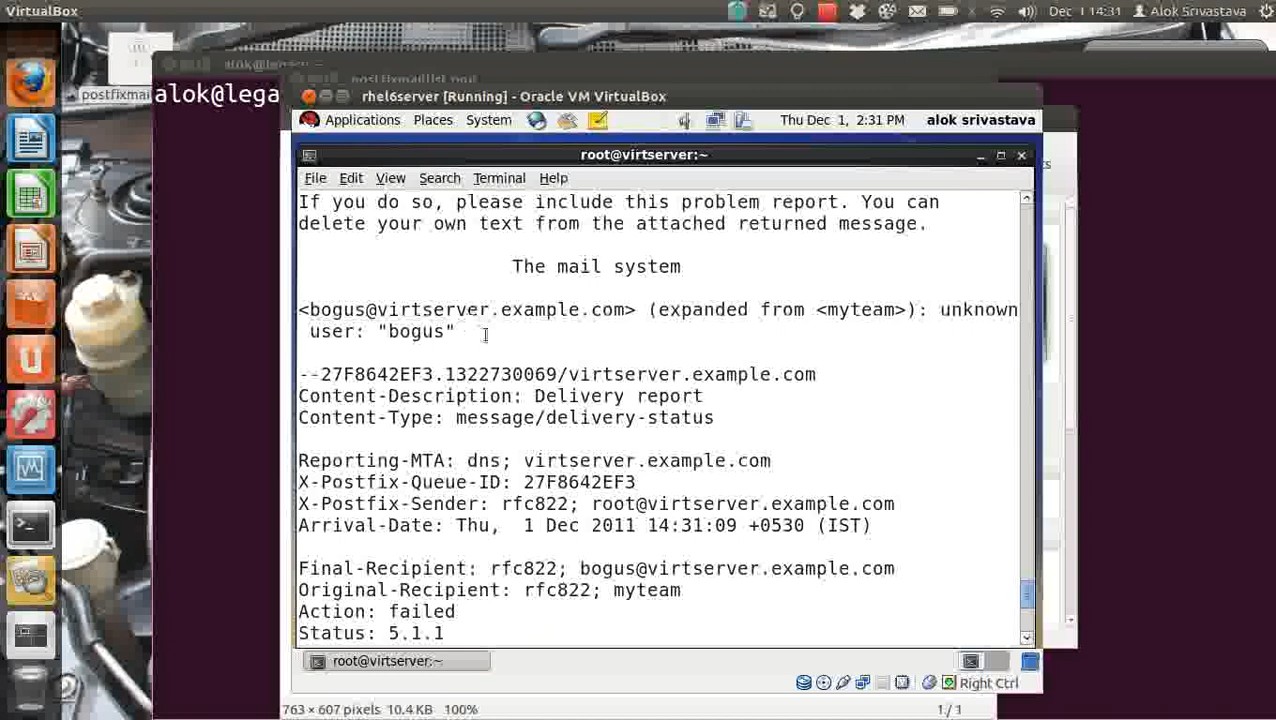 VirtualBox
Dec 1 14:31 Alok Srivastava
alok@lega
postfixmai
alok@lega
rhel6server [Running] - Oracle VM VirtualBox
Applications Places System Thu Dec 1, 2:31 PM alok srivastava
root@virtserver:~
File Edit View Search Terminal Help
If you do so, please include this problem report. You can
delete your own text from the attached returned message.
The mail system
<bogus@virtserver.example.com> (expanded from <myteam>): unknown
user: "bogus"
--27F8642EF3.1322730069/virtserver.example.com
Content-Description: Delivery report
Content-Type: message/delivery-status
Reporting-MTA: dns; virtserver.example.com
X-Postfix-Queue-ID: 27F8642EF3
X-Postfix-Sender: rfc822; root@virtserver.example.com
Arrival-Date: Thu,  1 Dec 2011 14:31:09 +0530 (IST)
Final-Recipient: rfc822; bogus@virtserver.example.com
Original-Recipient: rfc822; myteam
Action: failed
Status: 5.1.1
root@virtserver:~
Right Ctrl
763 × 607 pixels 10.4 KB 100% 1 / 1